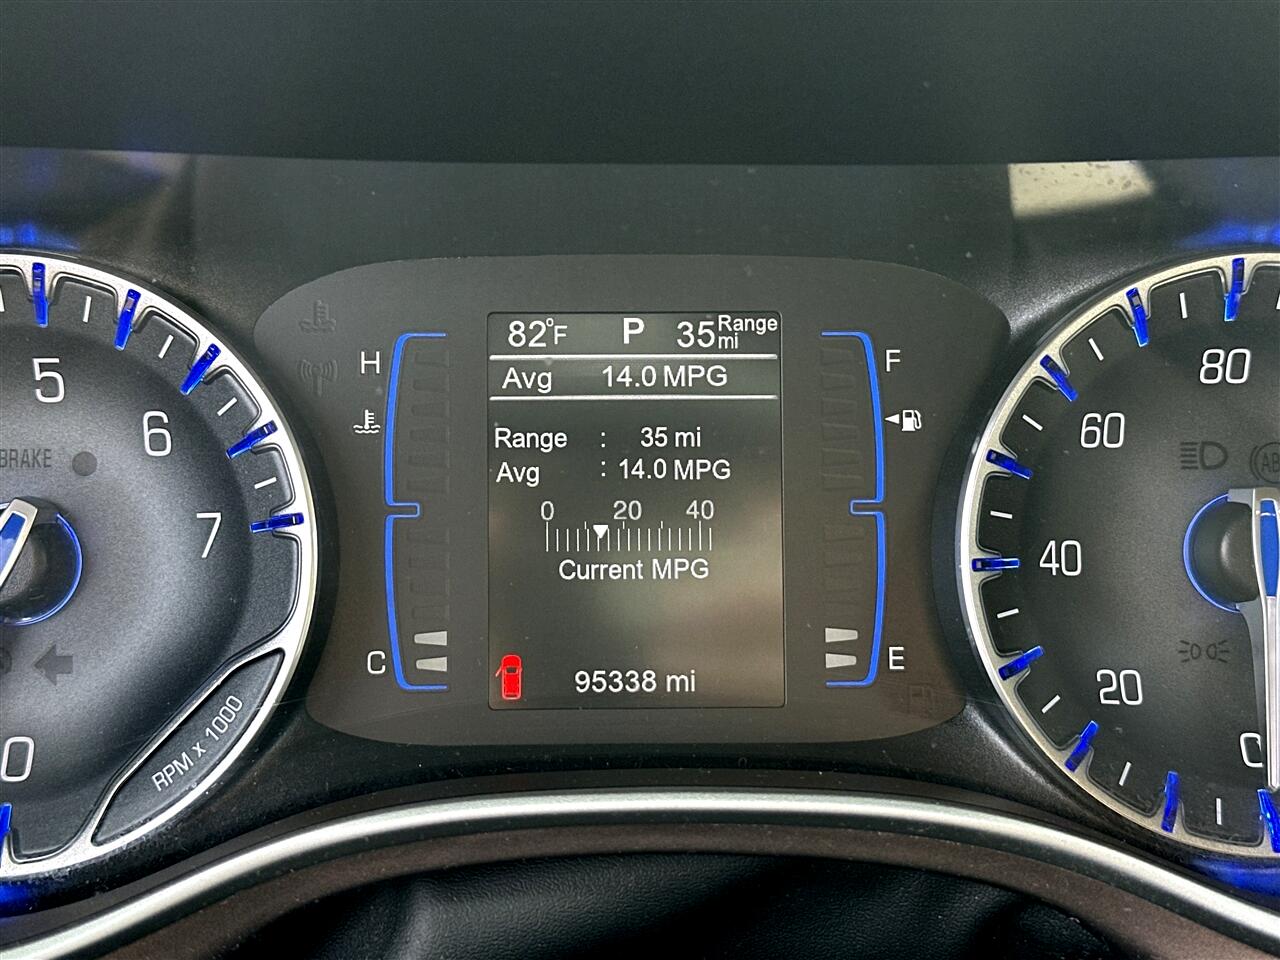 82°F P 35 Range mi
Avg 14.0 MPG
Range : 35 mi
Avg : 14.0 MPG
0 20 40
Current MPG
95338 mi
H
C
F
E
5
6
7
0
BRAKE
RPM x 1000
80
60
40
20
0